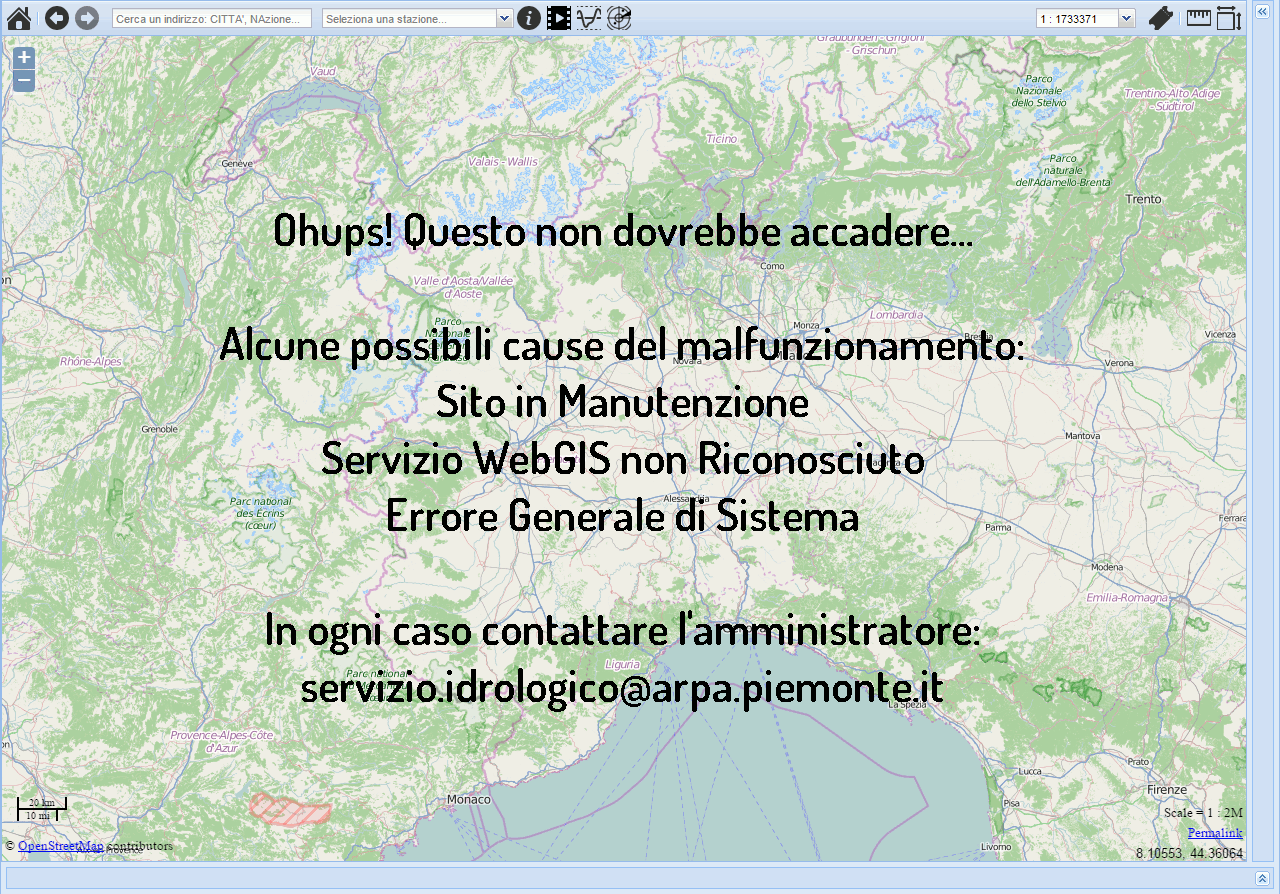 Cerca un indirizzo: CITTA', NAzione...
Seleziona una stazione...
1 : 1733371
Graubünden - Grigioni
- Grischun
Vaud
Parco
Nazionale
dello Stelvio
Trentino-Alto Adige
- Südtirol
Ticino
Genève
Valais - Wallis
Parco
naturale
dell'Adamello-Brenta
Trento
Ohups! Questo non dovrebbe accadere...
Como
Valle d'Aosta/Vallée
d'Aoste
Lombardia
Parco
Nazionale
Monza
Brescia
Vicenza
Alcune possibili cause del malfunzionamento:
Rhône-Alpes
Novara
Verona
Sito in Manutenzione
Grenoble
Mantova
Servizio WebGIS non Riconosciuto
Parc national
des Écrins
(cœur)
Alessandria
Errore Generale di Sistema
Parma
Ferrara
Modena
Emilia-Romagna
In ogni caso contattare l'amministratore:
Liguria
Parc national
servizio.idrologico@arpa.piemonte.it
La Spezia
Provence-Alpes-Côte
d'Azur
Prato
Lucca
Firenze
Monaco
Pisa
20 km
10 mi
Scale = 1 : 2M
Permalink
Livorno
© OpenStreetMap contributors
8.10553, 44.36064